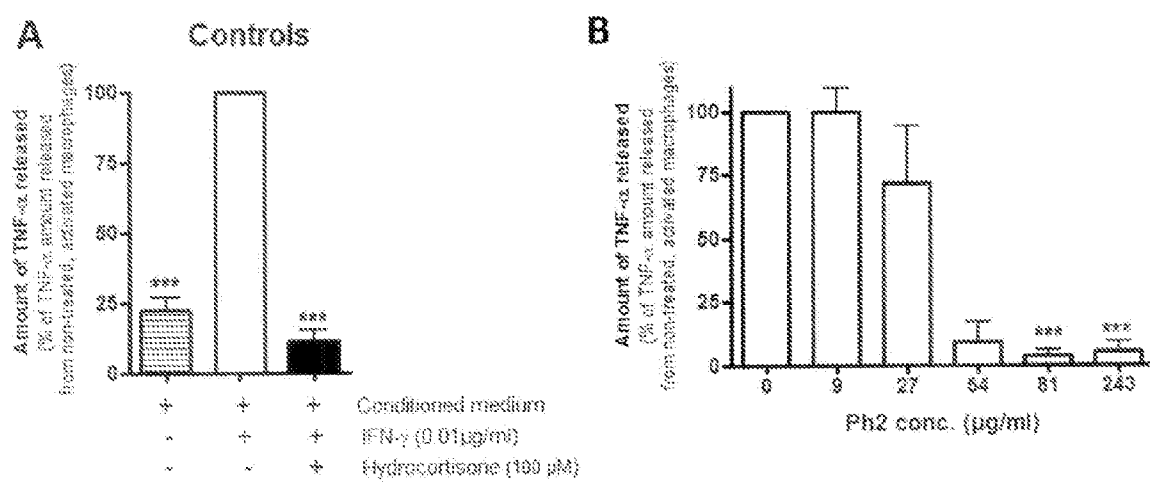 A
Controls
Amount of TNF-α released
(% of TNF-α amount released
from non-treated, activated macrophages)
100
75
50
25
0
***
***
+ + + Conditioned medium
- + + IFN-γ (0.01µg/ml)
- - + Hydrocortisone (100 µM)
B
Amount of TNF-α released
(% of TNF-α amount released
from non-treated, activated macrophages)
100
75
50
25
0
***
***
0 9 27 54 81 243
Ph2 conc. (µg/ml)